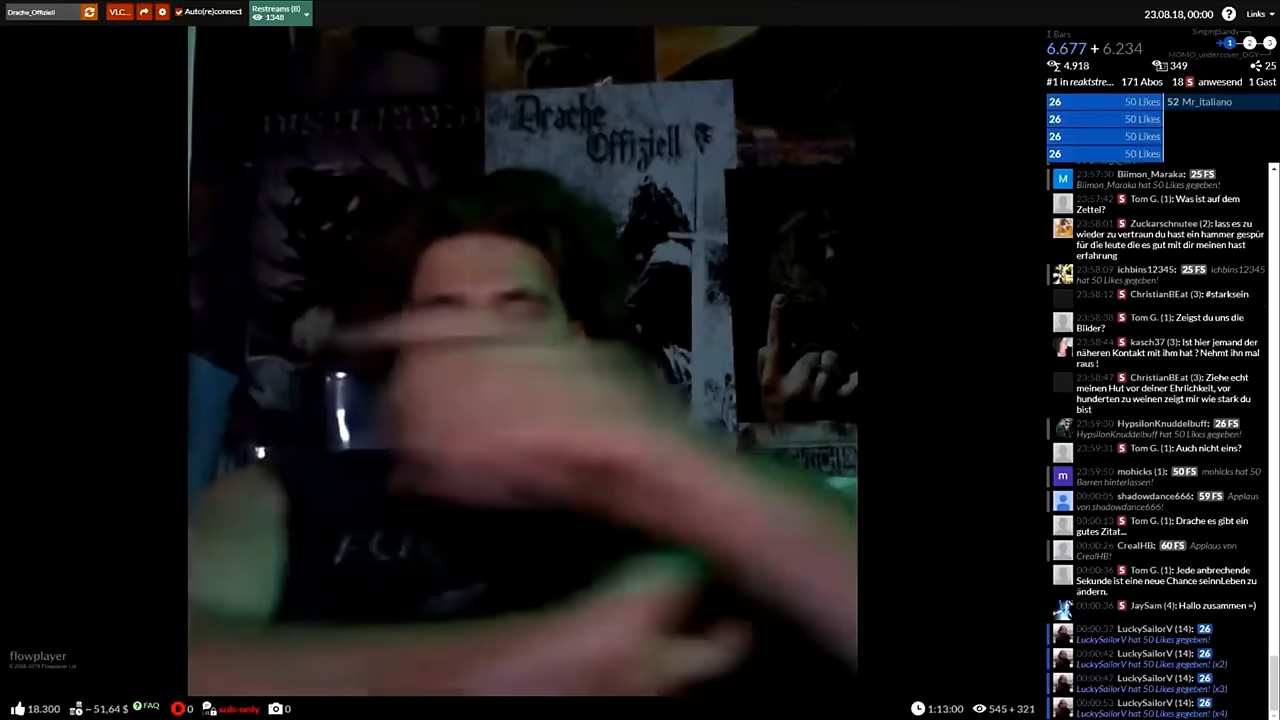 Drache_Offiziell
VLC...
Auto(re)connect
Restreams (8)
1348
23.08.18, 00:00
Links
Drache
Offiziell
Σ Bars
6.677 + 6.234
SingingSandy
1 2 3
MOMO_undercover_DGY
4.918
349
25
#1 in reaktstre...
171 Abos
18 S anwesend
1 Gast
26 50 Likes
52 Mr_italiano
26 50 Likes
26 50 Likes
26 50 Likes
23:57:30 Biimon_Maraka: 25 FS
Biimon_Maraka hat 50 Likes gegeben!
23:57:42 S Tom G. (1): Was ist auf dem
Zettel?
23:58:01 S Zuckarschnutee (2): lass es zu
wieder zu vertraun du hast ein hammer gespür
für die leute die es gut mit dir meinen hast
erfahrung
23:58:09 ichbins12345: 25 FS ichbins12345
hat 50 Likes gegeben!
23:58:12 S ChristianBEat (3): #starksein
23:58:38 S Tom G. (1): Zeigst du uns die
Bilder?
23:58:44 S kasch37 (3): Ist hier jemand der
näheren Kontakt mit ihm hat ? Nehmt ihn mal
raus !
23:58:47 S ChristianBEat (3): Ziehe echt
meinen Hut vor deiner Ehrlichkeit, vor
hunderten zu weinen zeigt mir wie stark du
bist
23:59:30 HypsilonKnuddelbuff: 26 FS
HypsilonKnuddelbuff hat 50 Likes gegeben!
23:59:31 S Tom G. (1): Auch nicht eins?
23:59:50 mohicks (1): 50 FS mohicks hat 50
Barren hinterlassen!
00:00:05 shadowdance666: 59 FS Applaus
von shadowdance666!
00:00:13 S Tom G. (1): Drache es gibt ein
gutes Zitat...
00:00:26 CrealHB: 60 FS Applaus von
CrealHB!
00:00:36 S Tom G. (1): Jede anbrechende
Sekunde ist eine neue Chance seinnLeben zu
ändern.
00:00:36 S JaySam (4): Hallo zusammen =)
00:00:37 LuckySailorV (14): 26
LuckySailorV hat 50 Likes gegeben!
00:00:42 LuckySailorV (14): 26
LuckySailorV hat 50 Likes gegeben! (x2)
00:00:47 LuckySailorV (14): 26
LuckySailorV hat 50 Likes gegeben! (x3)
00:00:53 LuckySailorV (14): 26
LuckySailorV hat 50 Likes gegeben! (x4)
flowplayer
18.300
~ 51,64 $
FAQ
0
sub-only
0
1:13:00
545 + 321